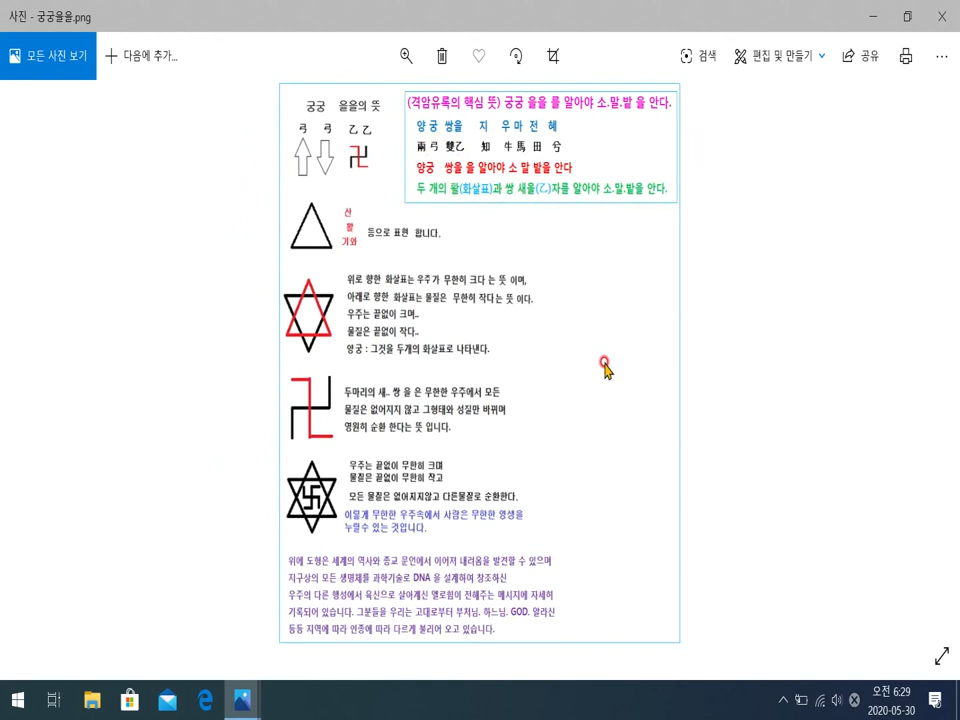 사진 - 궁궁을을.png
모든 사진 보기
다음에 추가...
검색
편집 및 만들기
공유
궁궁 을을의 뜻
弓 弓 乙 乙
(격암유록의 핵심 뜻) 궁궁 을을 를 알아야 소.말.밭 을 안다.
양 궁 쌍을 지 우 마 전 혜
兩 弓 雙乙 知 牛 馬 田 兮
양궁 쌍을 을 알아야 소 말 밭을 안다
두 개의 활(화살표)과 쌍 새을(乙)자를 알아야 소.말.밭을 안다.
산
팔
기와
등으로 표현 합니다.
위로 향한 화살표는 우주가 무한히 크다 는 뜻 이며,
아래로 향한 화살표는 물질은 무한히 작다는 뜻 이다.
우주는 끝없이 크며..
물질은 끝없이 작다..
양궁 : 그것을 두개의 화살표로 나타낸다.
두마리의 새.. 쌍 을 은 무한한 우주에서 모든
물질은 없어지지 않고 그형태와 성질만 바뀌며
영원히 순환 한다는 뜻 입니다.
우주는 끝없이 무한히 크며
물질은 끝없이 무한히 작고
모든 물질은 없어지지않고 다른물질로 순환한다.
이렇게 무한한 우주속에서 사람은 무한한 영생을
누릴수 있는 것입니다.
위에 도형은 세계의 역사와 종교 문언에서 이어져 내려옴을 발견할 수 있으며
지구상의 모든 생명체를 과학기술로 DNA 을 설계하여 창조하신
우주의 다른 행성에서 육신으로 살아계신 엘로힘이 전해주는 메시지에 자세히
기록되어 있습니다. 그분들을 우리는 고대로부터 부처님. 하느님. GOD. 알라신
등등 지역에 따라 인종에 따라 다르게 불리어 오고 있습니다.
오전 6:29
2020-05-30